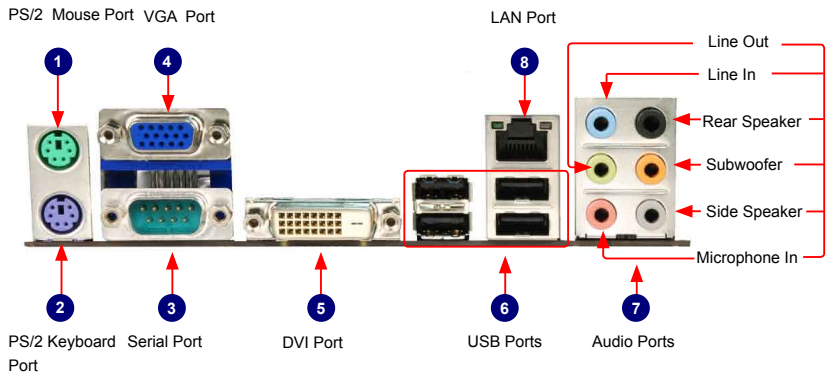 PS/2 Mouse Port
VGA Port
LAN Port
Line Out
Line In
Rear Speaker
Subwoofer
Side Speaker
Microphone In
1
4
8
2
3
5
6
7
PS/2 Keyboard
Port
Serial Port
DVI Port
USB Ports
Audio Ports